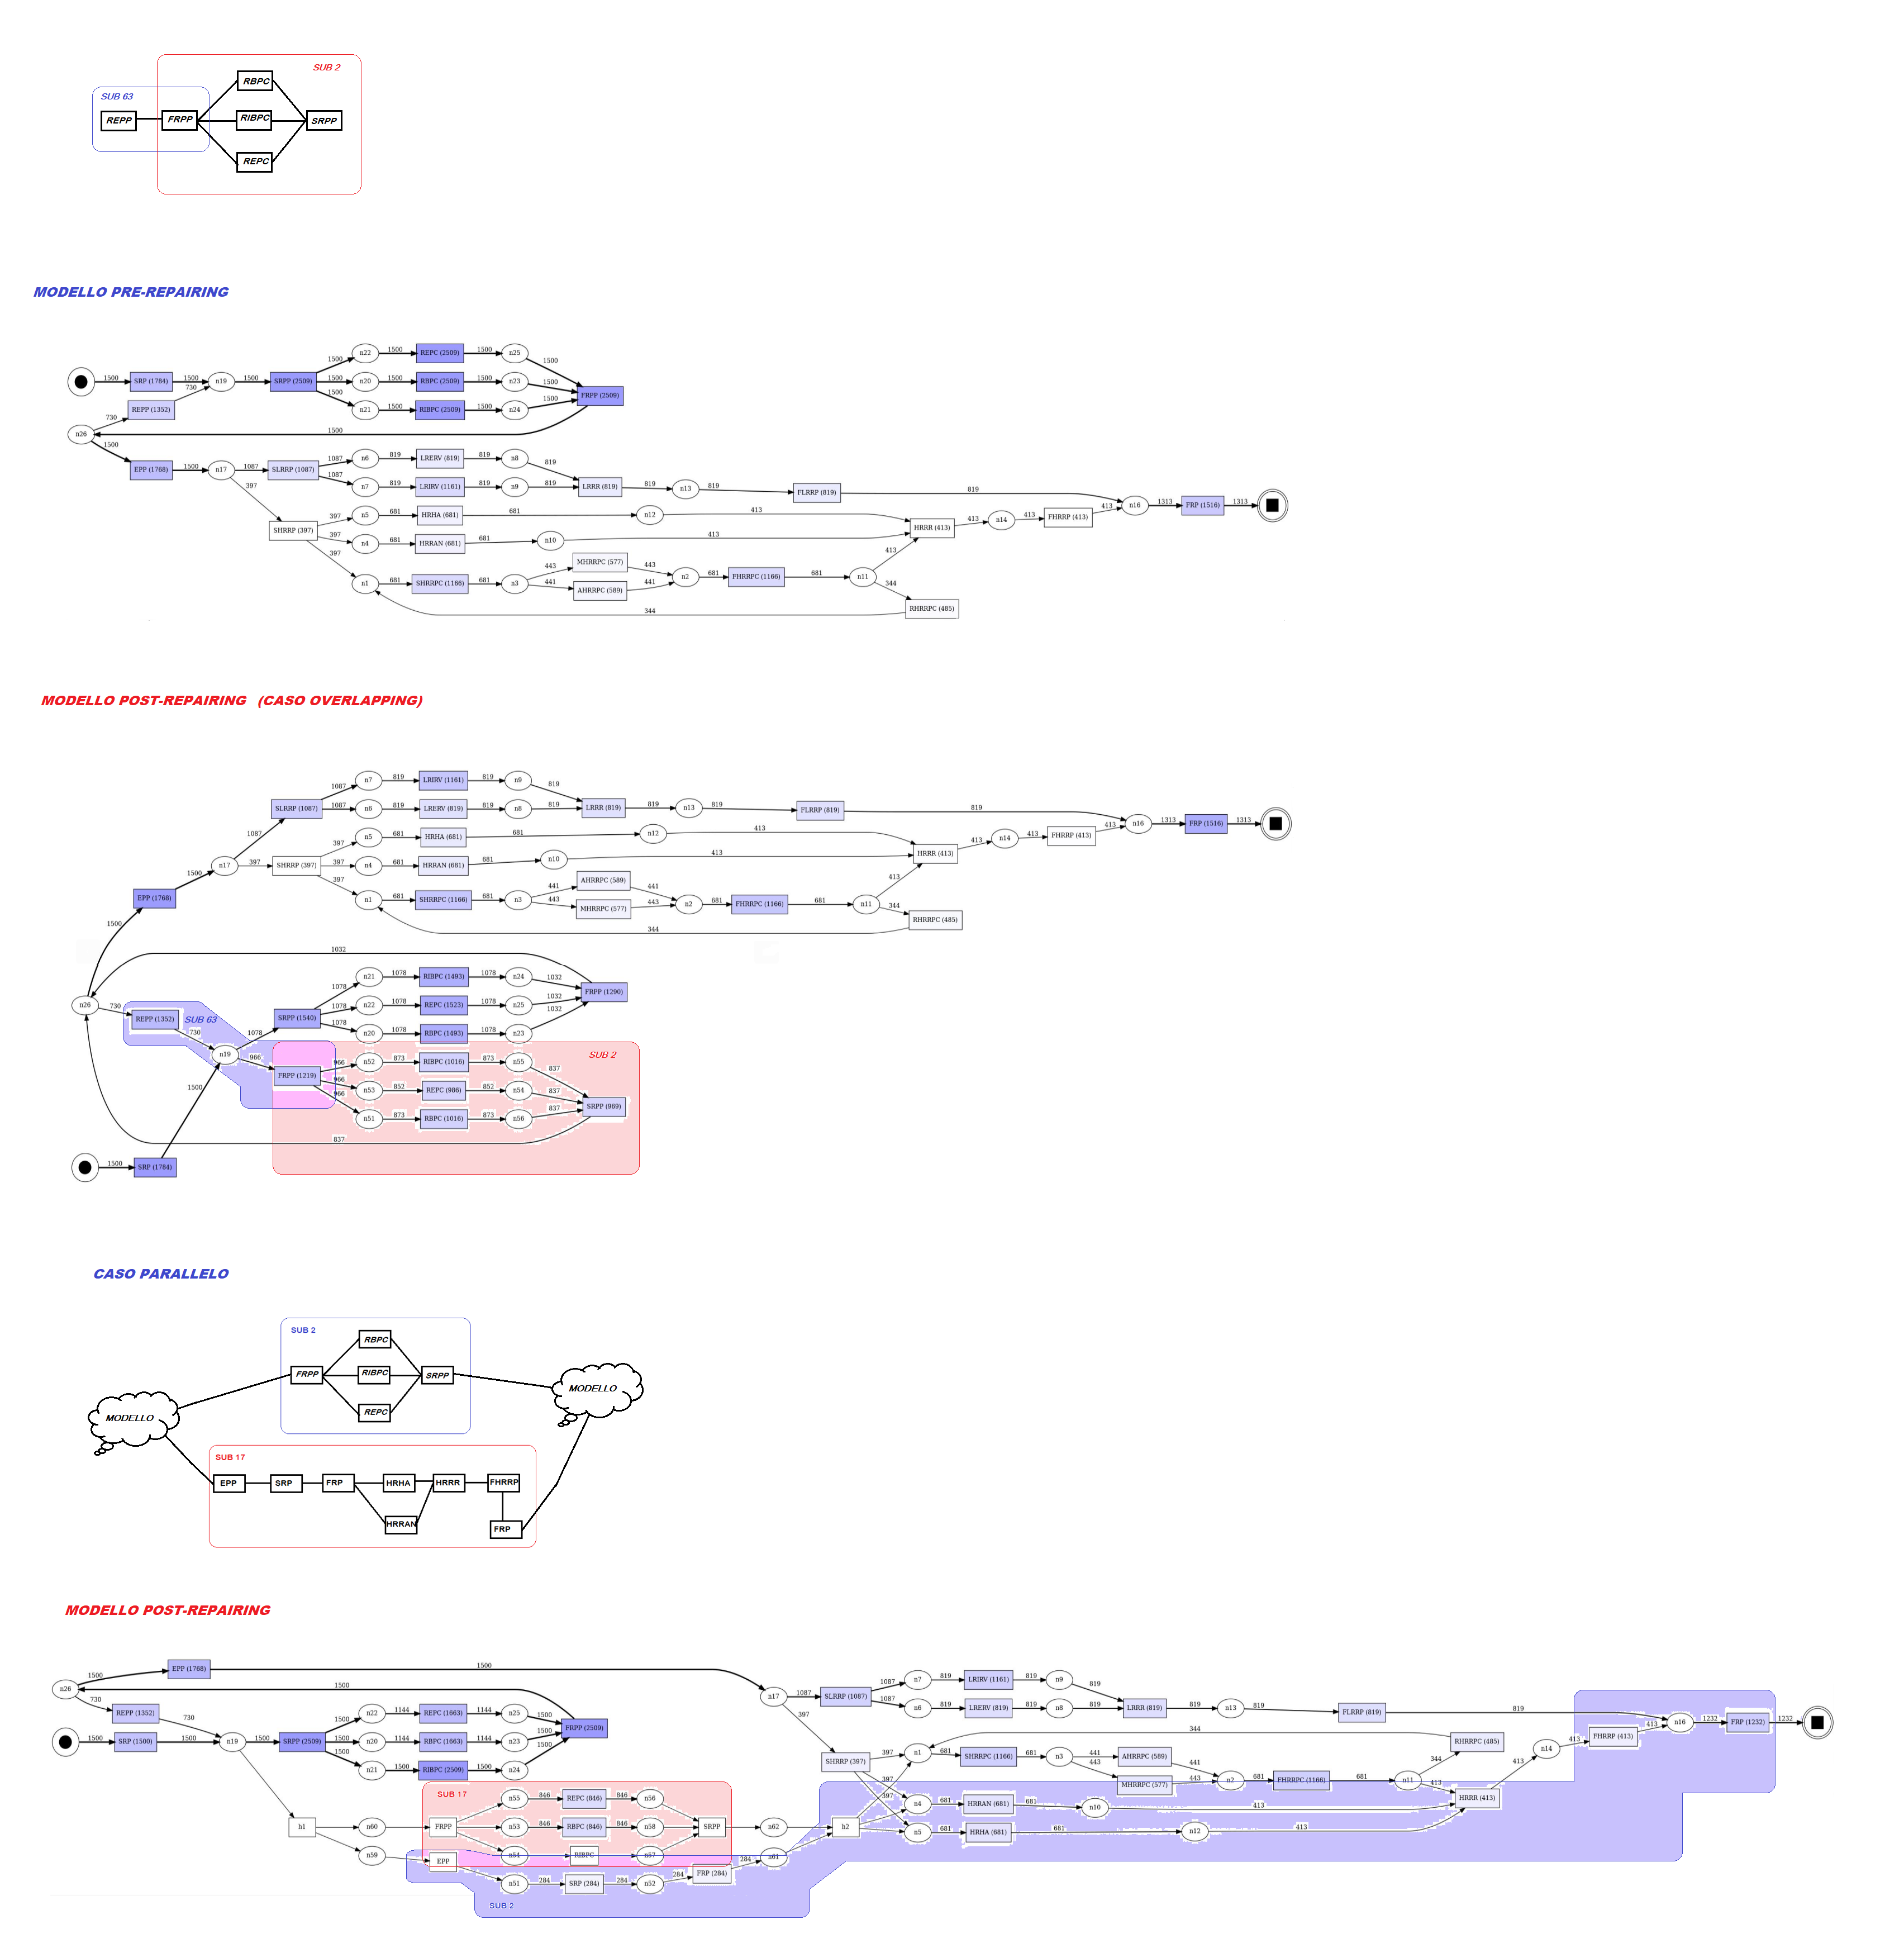 SUB 2
RBPC
SUB 63
REPP FRPP RIBPC SRPP
REPC
MODELLO PRE-REPAIRING
n22 1500 REPC (2509) 1500 n25
1500 1500
1500 SRP (1784) 1500 n19 1500 SRPP (2509) 1500 n20 1500 RBPC (2509) 1500 n23 1500
730 FRPP (2509)
REPP (1352) 1500 n21 1500 RIBPC (2509) 1500 n24 1500
730
n26 1500
1500
EPP (1768) 1500 n17 1087 SLRRP (1087) 1087 n6 819 LRERV (819) 819 n8 819
1087 n7 819 LRIRV (1161) 819 n9 819 LRRR (819) 819 n13 819 FLRRP (819) 819
397
n16 1313 FRP (1516) 1313
SHRRP (397) 397 n5 681 HRHA (681) 681 n12 413 HRRR (413) 413 n14 413 FHRRP (413) 413
397 n4 681 HRRAN (681) 681 n10 413
397 443 MHRRPC (577) 443 413
n1 681 SHRRPC (1166) 681 n3 n2 681 FHRRPC (1166) 681 n11
441 AHRRPC (589) 441 344
RHRRPC (485)
344
MODELLO POST-REPAIRING (CASO OVERLAPPING)
1087 n7 819 LRIRV (1161) 819 n9 819
SLRRP (1087) 1087 n6 819 LRERV (819) 819 n8 819 LRRR (819) 819 n13 819 FLRRP (819) 819
1087 n16 1313 FRP (1516) 1313
397 n5 681 HRHA (681) 681 n12 413
n17 397 SHRRP (397) 397 n4 681 HRRAN (681) 681 n10 413 HRRR (413) 413 n14 413 FHRRP (413) 413
1500 397 441 AHRRPC (589) 441 413
EPP (1768) n1 681 SHRRPC (1166) 681 n3 443 MHRRPC (577) 443 n2 681 FHRRPC (1166) 681 n11 344 RHRRPC (485)
1500 344
1032
1078 n21 1078 RIBPC (1493) 1078 n24 1032 FRPP (1290)
n26 730 REPP (1352) SUB 63 SRPP (1540) 1078 n22 1078 REPC (1523) 1078 n25 1032
730 1078 1078 n20 1078 RBPC (1493) 1078 n23 1032
n19 966 SUB 2
966 n52 873 RIBPC (1016) 873 n55 837
FRPP (1219) 966 n53 852 REPC (986) 852 n54 837 SRPP (969)
1500 966 n51 873 RBPC (1016) 873 n56 837
837
1500 SRP (1784)
CASO PARALLELO
SUB 2
RBPC
FRPP RIBPC SRPP
MODELLO
REPC
MODELLO
SUB 17
EPP SRP FRP HRHA HRRR FHRRP
HRRAN FRP
MODELLO POST-REPAIRING
EPP (1768) 1500
1500 n7 819 LRIRV (1161) 819 n9 819
n26 1500 n17 1087 SLRRP (1087) 1087
1087 n6 819 LRERV (819) 819 n8 819 LRRR (819) 819 n13 819 FLRRP (819) 819
730 REPP (1352) 730 n22 1144 REPC (1663) 1144 n25 1500 397
1500 FRPP (2509) n16 1232 FRP (1232) 1232
1500 SRP (1500) 1500 n19 1500 SRPP (2509) 1500 n20 1144 RBPC (1663) 1144 n23 1500 344 FHRRP (413) 413
1500 n21 1500 RIBPC (2509) 1500 n24 1500
SHRRP (397) 397 n1 681 SHRRPC (1166) 681 n3 441 AHRRPC (589) 441 RHRRPC (485) n14 413
443 MHRRPC (577) 443 n2 681 FHRRPC (1166) 681 n11 344 413
SUB 17 397 413
n55 846 REPC (846) 846 n56 397 n4 681 HRRAN (681) 681 n10 413 HRRR (413)
h1 n60 FRPP n53 846 RBPC (846) 846 n58 SRPP n62 h2 n5 681 HRHA (681) 681 n12 413
n59 EPP n54 RIBPC n57 284 n61
n51 284 SRP (284) 284 n52 284 FRP (284)
SUB 2